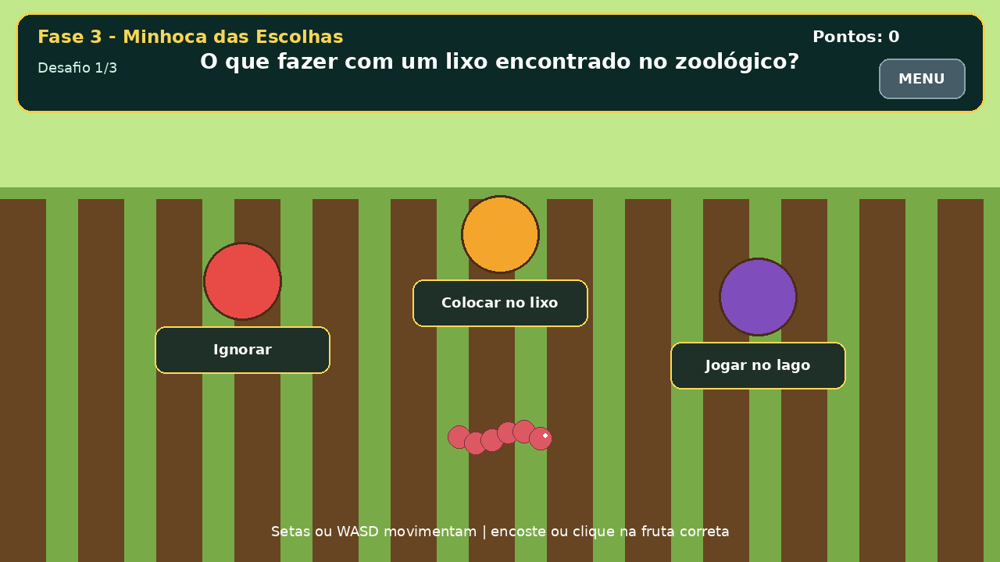 Fase 3 - Minhoca das Escolhas
Pontos: 0
O que fazer com um lixo encontrado no zoológico?
Desafio 1/3
MENU
Colocar no lixo
Ignorar
Jogar no lago
Setas ou WASD movimentam | encoste ou clique na fruta correta